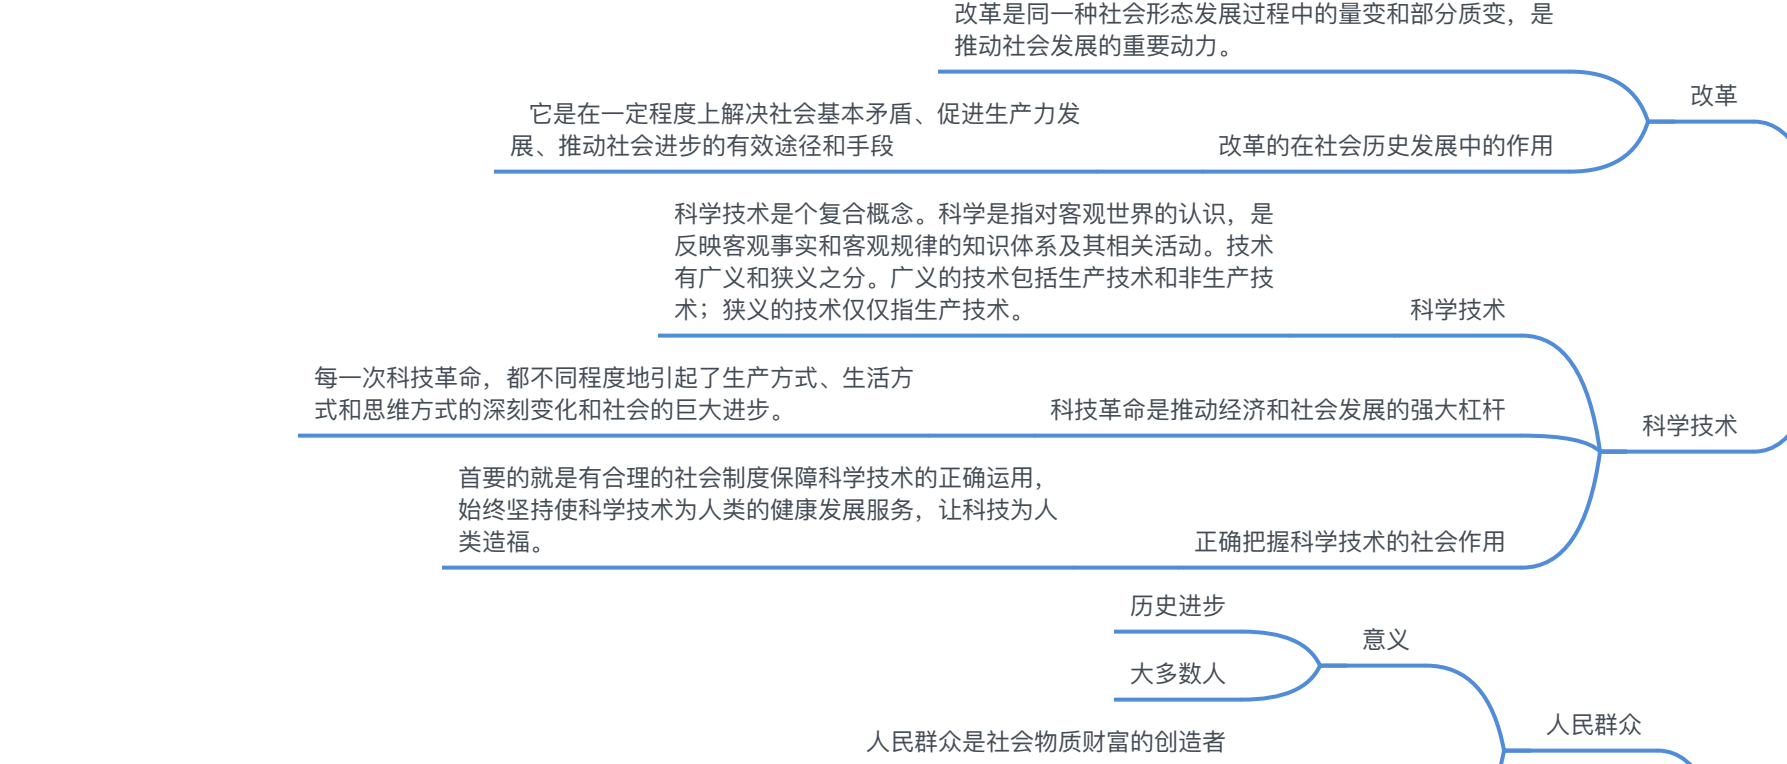 改革是同一种社会形态发展过程中的量变和部分质变，是
推动社会发展的重要动力。
改革
它是在一定程度上解决社会基本矛盾、促进生产力发
展、推动社会进步的有效途径和手段
改革的在社会历史发展中的作用
科学技术是个复合概念。科学是指对客观世界的认识，是
反映客观事实和客观规律的知识体系及其相关活动。技术
有广义和狭义之分。广义的技术包括生产技术和非生产技
术；狭义的技术仅仅指生产技术。
科学技术
每一次科技革命，都不同程度地引起了生产方式、生活方
式和思维方式的深刻变化和社会的巨大进步。
科技革命是推动经济和社会发展的强大杠杆
科学技术
首要的就是有合理的社会制度保障科学技术的正确运用，
始终坚持使科学技术为人类的健康发展服务，让科技为人
类造福。
正确把握科学技术的社会作用
历史进步
意义
大多数人
人民群众
人民群众是社会物质财富的创造者